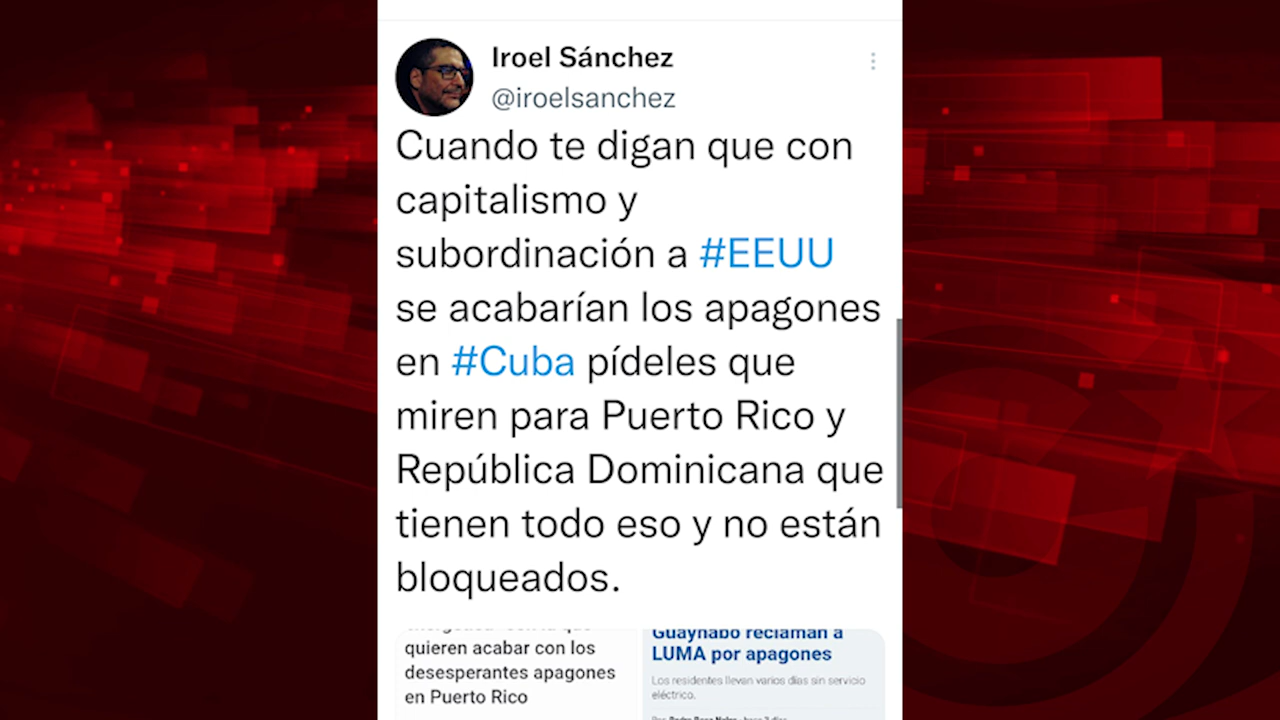 Iroel Sánchez
@iroelsanchez
Cuando te digan que con
capitalismo y
subordinación a #EEUU
se acabarían los apagones
en #Cuba pídeles que
miren para Puerto Rico y
República Dominicana que
tienen todo eso y no están
bloqueados.
quieren acabar con los
desesperantes apagones
en Puerto Rico
Guaynabo reclaman a
LUMA por apagones
Los residentes llevan varios días sin servicio
eléctrico.